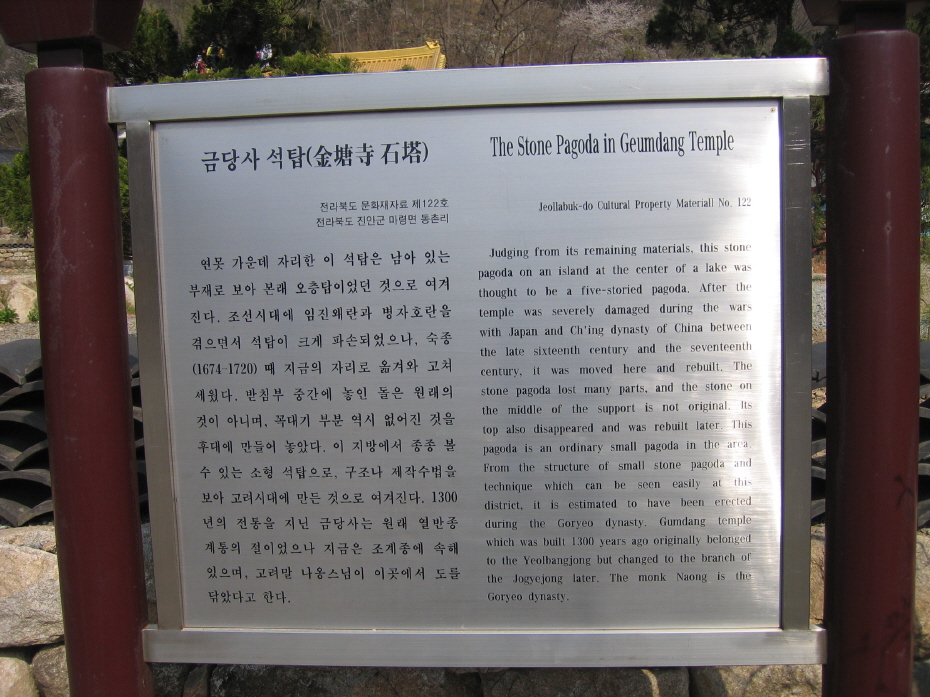 금당사 석탑(金塘寺 石塔)
전라북도 문화재자료 제122호
전라북도 진안군 마령면 동촌리
연못 가운데 자리한 이 석탑은 남아 있는
부재로 보아 본래 오층탑이었던 것으로 여겨
진다. 조선시대에 임진왜란과 병자호란을
겪으면서 석탑이 크게 파손되었으나, 숙종
(1674-1720) 때 지금의 자리로 옮겨와 고쳐
세웠다. 받침부 중간에 놓인 돌은 원래의
것이 아니며, 꼭대기 부분 역시 없어진 것을
후대에 만들어 놓았다. 이 지방에서 종종 볼
수 있는 소형 석탑으로, 구조나 제작수법을
보아 고려시대에 만든 것으로 여겨진다. 1300
년의 전통을 지닌 금당사는 원래 열반종
계통의 절이었으나 지금은 조계종에 속해
있으며, 고려말 나옹스님이 이곳에서 도를
닦았다고 한다.
The Stone Pagoda in Geumdang Temple
Jeollabuk-do Cultural Property Materiall No. 122
Judging from its remaining materials, this stone
pagoda on an island at the center of a lake was
thought to be a five-storied pagoda. After the
temple was severely damaged during the wars
with Japan and Ch'ing dynasty of China between
the late sixteenth century and the seventeenth
century, it was moved here and rebuilt. The
stone pagoda lost many parts, and the stone on
the middle of the support is not original. Its
top also disappeared and was rebuilt later. This
pagoda is an ordinary small pagoda in the area.
From the structure of small stone pagoda and
technique which can be seen easily at this
district, it is estimated to have been erected
during the Goryeo dynasty. Gumdang temple
which was built 1300 years ago originally belonged
to the Yeolbangjong but changed to the branch of
the Jogyejong later. The monk Naong is the
Goryeo dynasty.